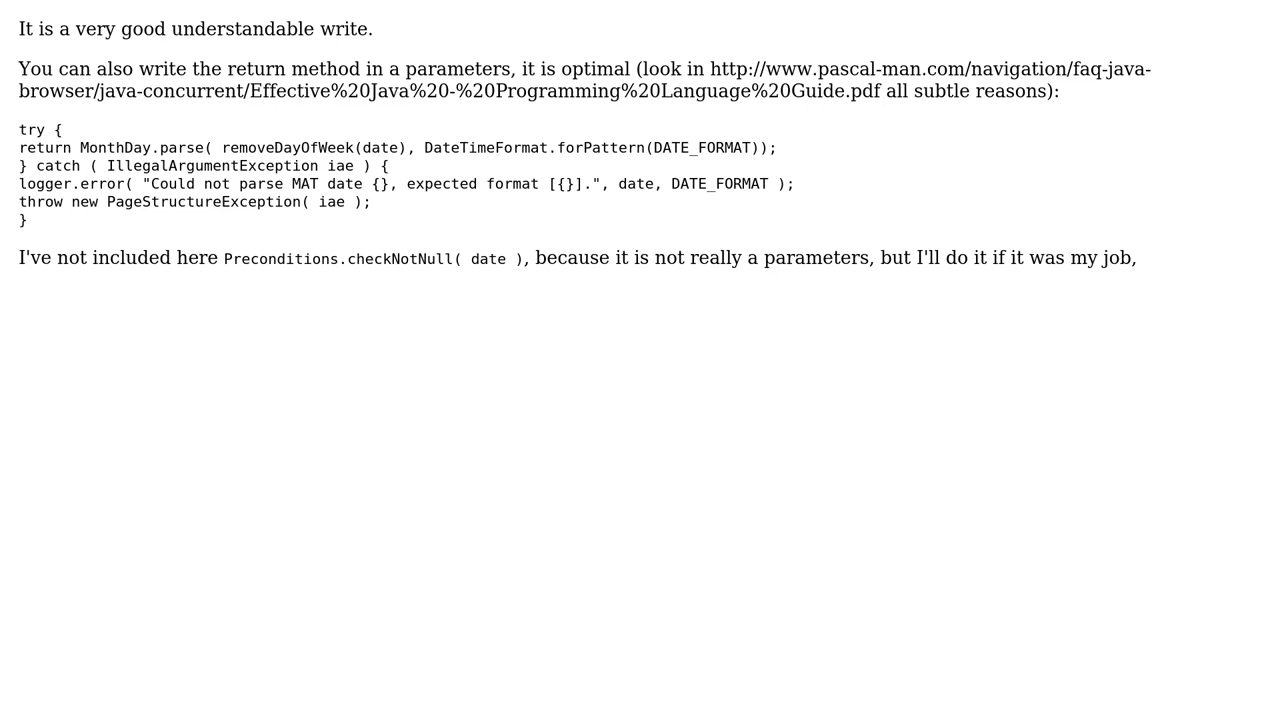 It is a very good understandable write.
You can also write the return method in a parameters, it is optimal (look in http://www.pascal-man.com/navigation/faq-java-
browser/java-concurrent/Effective%20Java%20-%20Programming%20Language%20Guide.pdf all subtle reasons):
try {
return MonthDay.parse( removeDayOfWeek(date), DateTimeFormat.forPattern(DATE_FORMAT));
} catch ( IllegalArgumentException iae ) {
logger.error( "Could not parse MAT date {}, expected format [{}].", date, DATE_FORMAT );
throw new PageStructureException( iae );
}
I've not included here Preconditions.checkNotNull( date ), because it is not really a parameters, but I'll do it if it was my job,